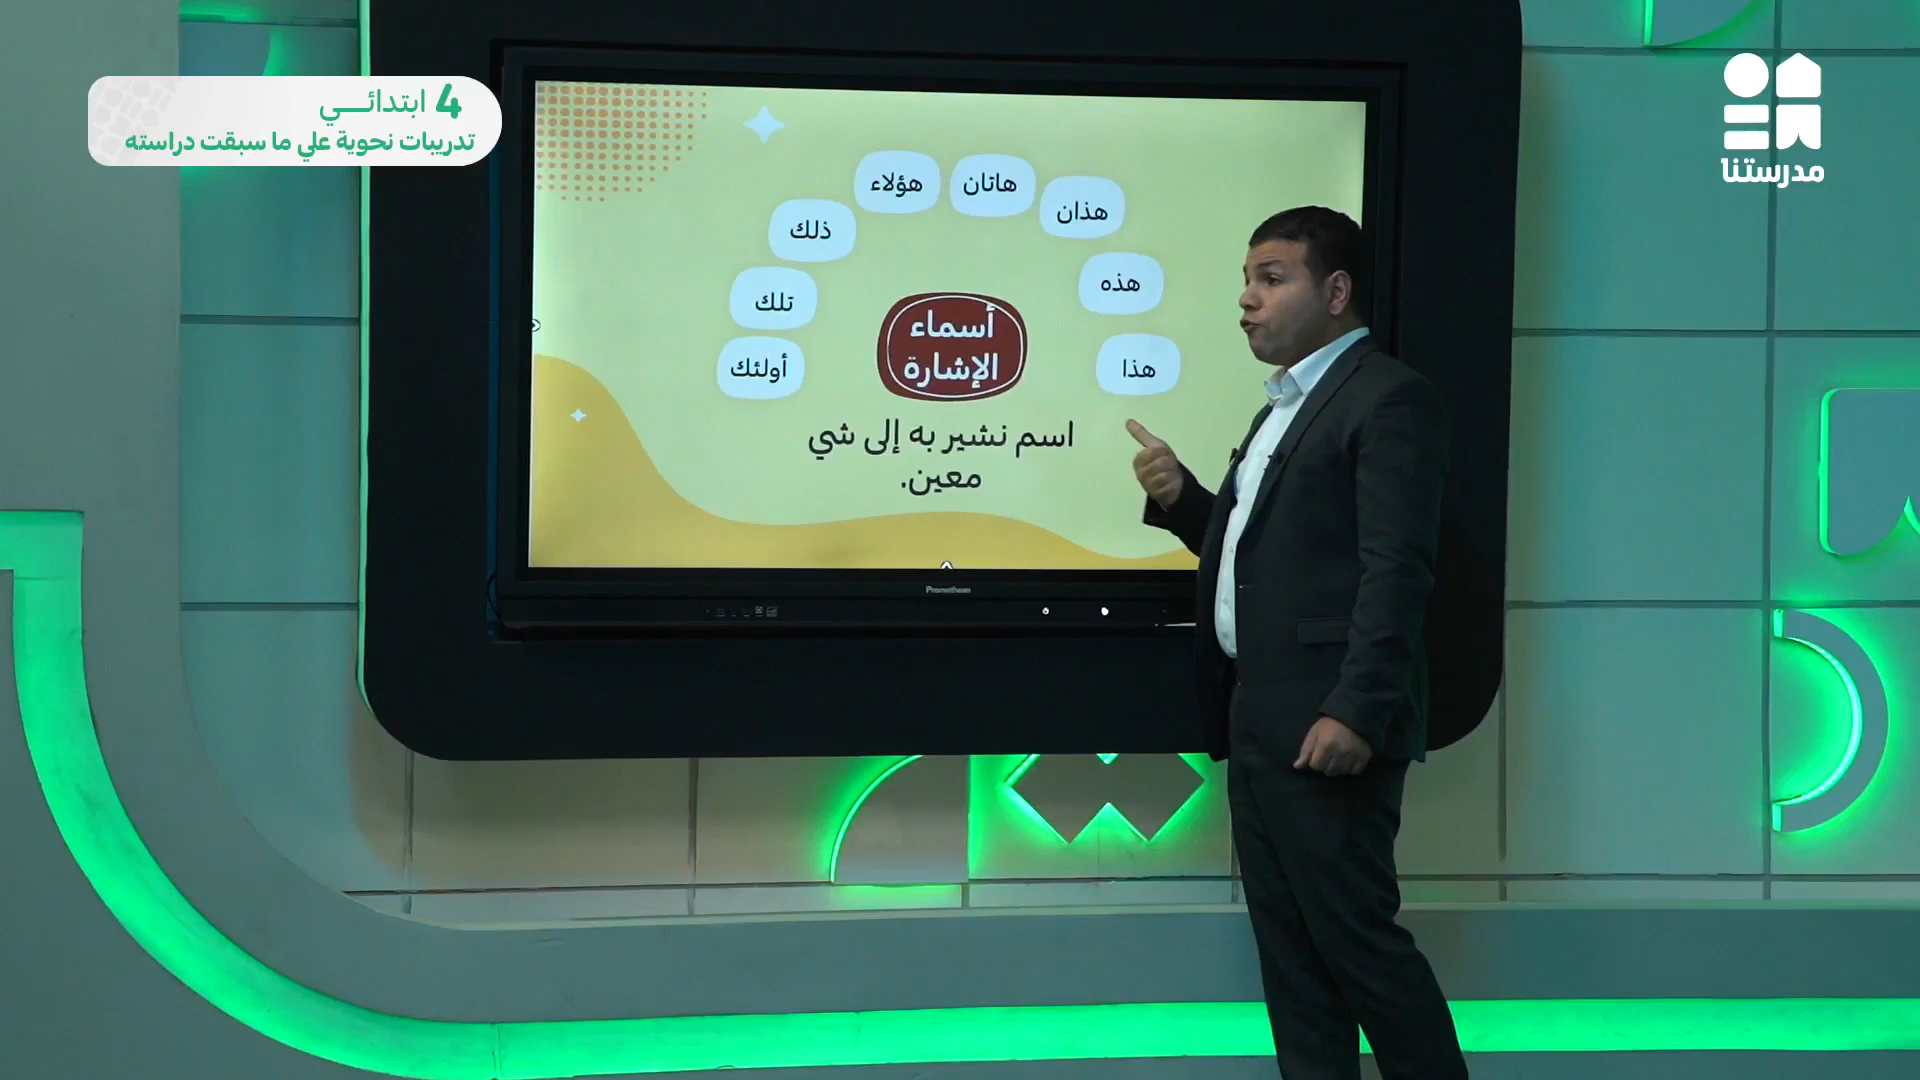 4 ابتدائــــي
تدريبات نحوية علي ما سبقت دراسته
مدرستنا
هذا
هذه
هذان
هاتان
هؤلاء
ذلك
تلك
أولئك
أسماء
الإشارة
اسم نشير به إلى شي
معين.
Promethean